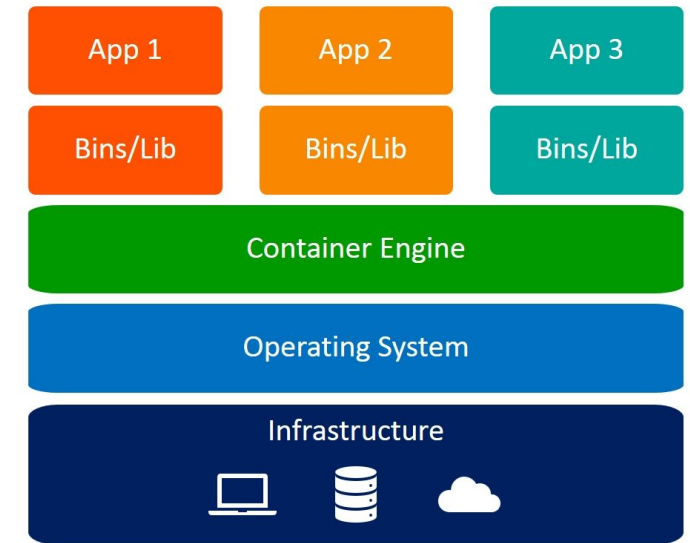 App 1
App 2
App 3
Bins/Lib
Bins/Lib
Bins/Lib
Container Engine
Operating System
Infrastructure